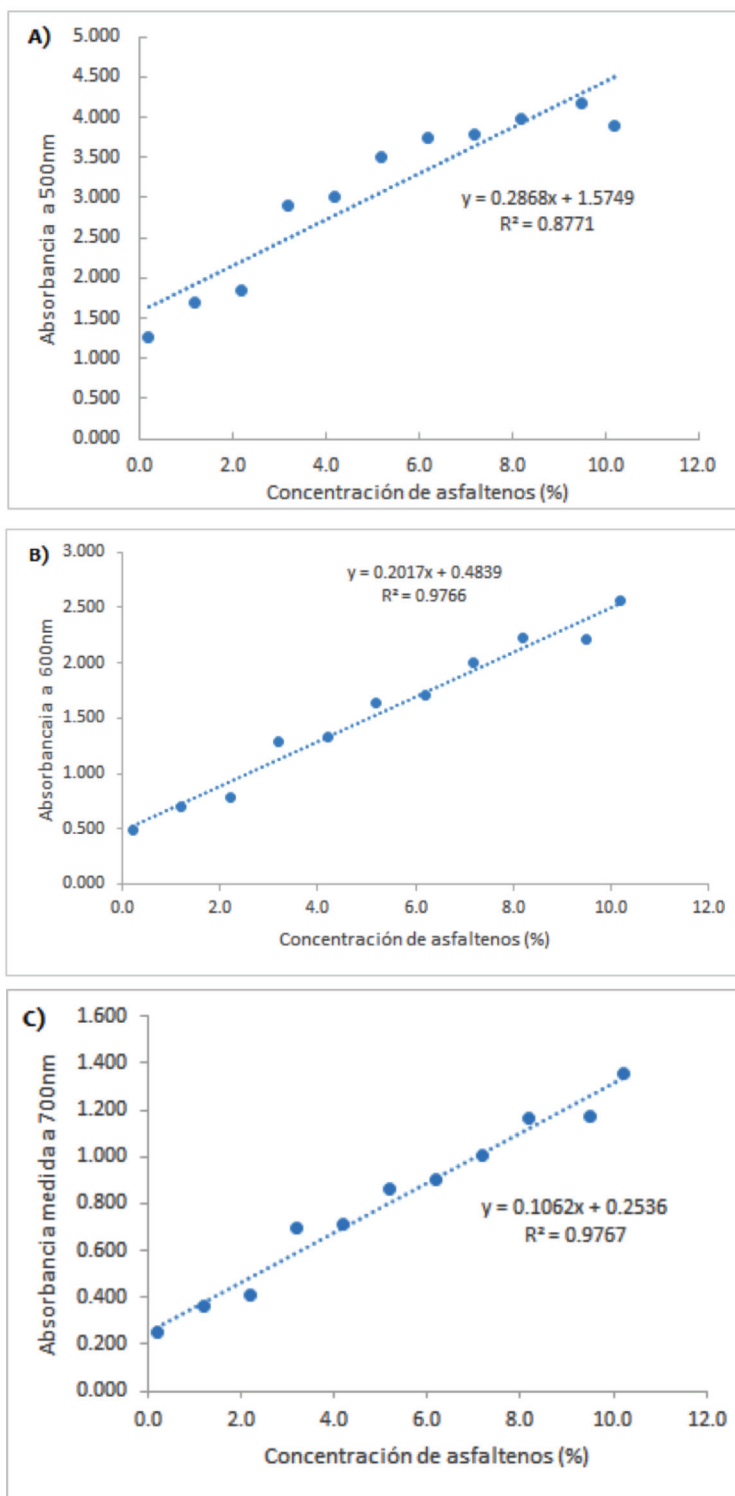 A)
5.000
4.500
4.000
3.500
3.000
2.500
2.000
1.500
1.000
0.500
0.000
Absorbancia a 500nm
y = 0.2868x + 1.5749
R² = 0.8771
0.0 2.0 4.0 6.0 8.0 10.0 12.0
Concentración de asfaltenos (%)
B)
3.000
2.500
2.000
1.500
1.000
0.500
0.000
Absorbancaia a 600nm
y = 0.2017x + 0.4839
R² = 0.9766
0.0 2.0 4.0 6.0 8.0 10.0 12.0
Concentración de asfaltenos (%)
C)
1.600
1.400
1.200
1.000
0.800
0.600
0.400
0.200
0.000
Absorbancia medida a 700nm
y = 0.1062x + 0.2536
R² = 0.9767
0.0 2.0 4.0 6.0 8.0 10.0 12.0
Concentración de asfaltenos (%)